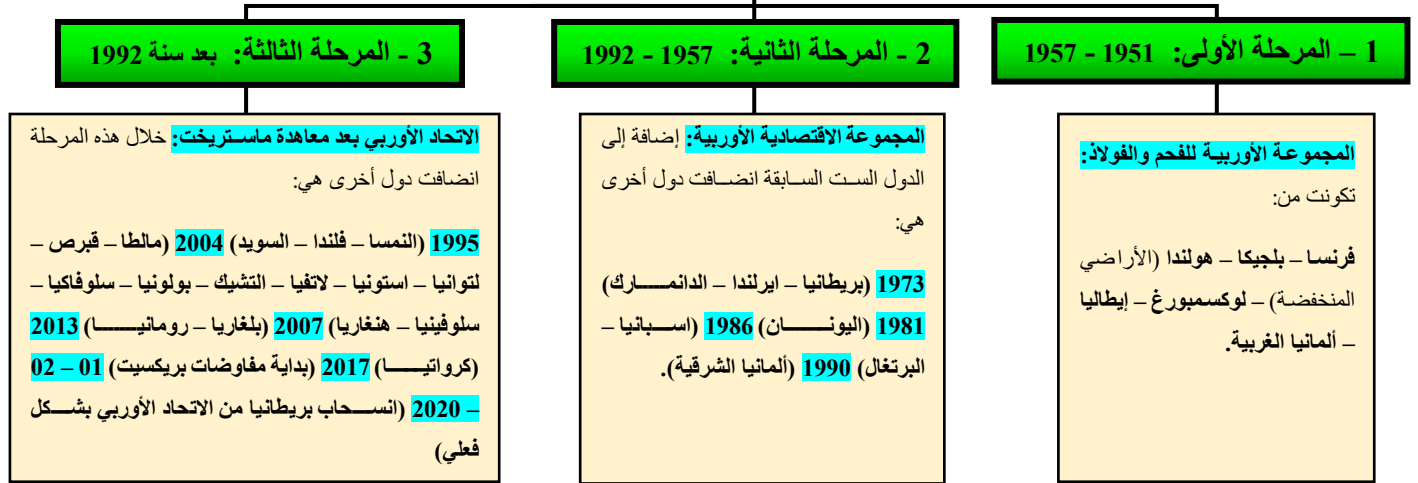 1 – المرحلة الأولى: 1951 - 1957
المجموعة الأوربية للفحم والفولاذ:
تكونت من:
فرنسا – بلجيكا – هولندا (الأراضي
المنخفضة) – لوكسمبورغ – إيطاليا
– ألمانيا الغربية.
2 - المرحلة الثانية: 1957 - 1992
المجموعة الاقتصادية الأوربية: إضافة إلى
الدول الست السابقة انضافت دول أخرى
هي:
1973 (بريطانيا – ايرلندا – الدانمارك)
1981 (اليونان) 1986 (اسبانيا –
البرتغال) 1990 (ألمانيا الشرقية).
3 - المرحلة الثالثة: بعد سنة 1992
الاتحاد الأوربي بعد معاهدة ماستريخت: خلال هذه المرحلة
انضافت دول أخرى هي:
1995 (النمسا – فلندا – السويد) 2004 (مالطا – قبرص –
لتوانيا – استونيا – لاتفيا – التشيك – بولونيا – سلوفاكيا –
سلوفينيا – هنغاريا) 2007 (بلغاريا – رومانيا) 2013
(كرواتيا) 2017 (بداية مفاوضات بريكسيت) 01 – 02
– 2020 (انسحاب بريطانيا من الاتحاد الأوربي بشكل
فعلي)